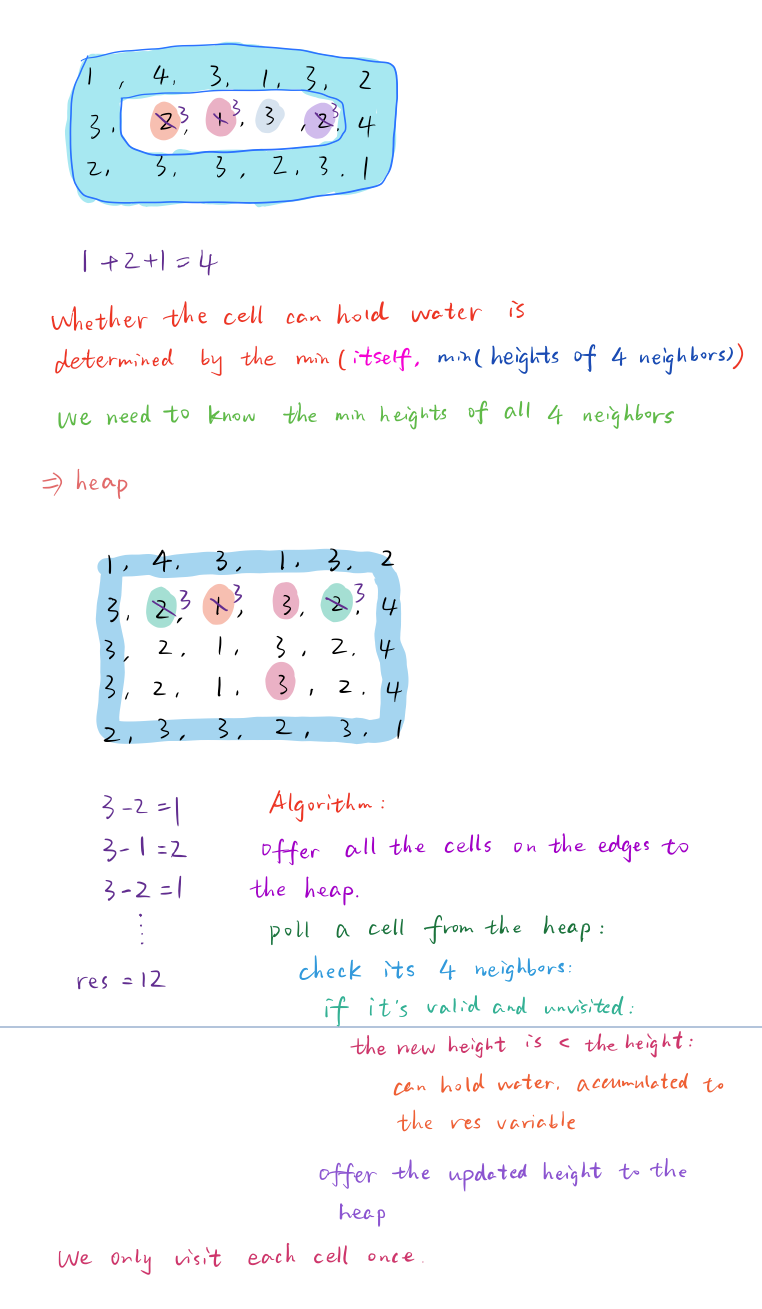 1, 4, 3, 1, 3, 2
3, 2 3, 1 3, 3, 2 3, 4
2, 3, 3, 2, 3. 1
1+2+1=4
Whether the cell can hold water is
determined by the min(itself, min(heights of 4 neighbors))
we need to know the min heights of all 4 neighbors
⇒ heap
1, 4, 3, 1, 3, 2
3, 2 3, 1 3, 3, 2 3, 4
3, 2, 1, 3, 2. 4
3, 2, 1, 3, 2. 4
2, 3, 3, 2, 3. 1
3-2=1
3-1=2
3-2=1
⋮
res = 12
Algorithm:
offer all the cells on the edges to
the heap.
poll a cell from the heap:
check its 4 neighbors:
if it's valid and unvisited:
the new height is < the height:
can hold water, accumulated to
the res variable
offer the updated height to the
heap
We only visit each cell once.